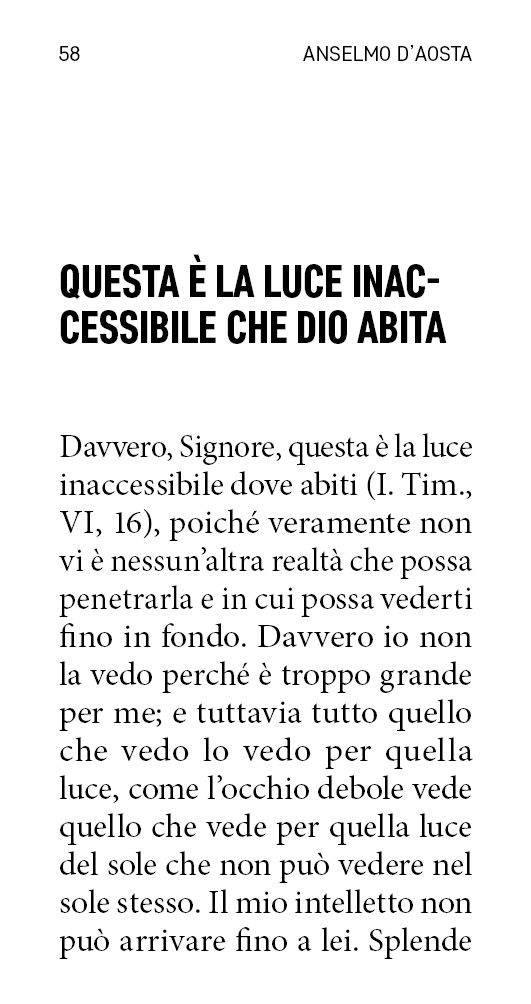 58 ANSELMO D'AOSTA
QUESTA È LA LUCE INAC-
CESSIBILE CHE DIO ABITA
Davvero, Signore, questa è la luce
inaccessibile dove abiti (I. Tim.,
VI, 16), poiché veramente non
vi è nessun’altra realtà che possa
penetrarla e in cui possa vederti
fino in fondo. Davvero io non
la vedo perché è troppo grande
per me; e tuttavia tutto quello
che vedo lo vedo per quella
luce, come l’occhio debole vede
quello che vede per quella luce
del sole che non può vedere nel
sole stesso. Il mio intelletto non
può arrivare fino a lei. Splende